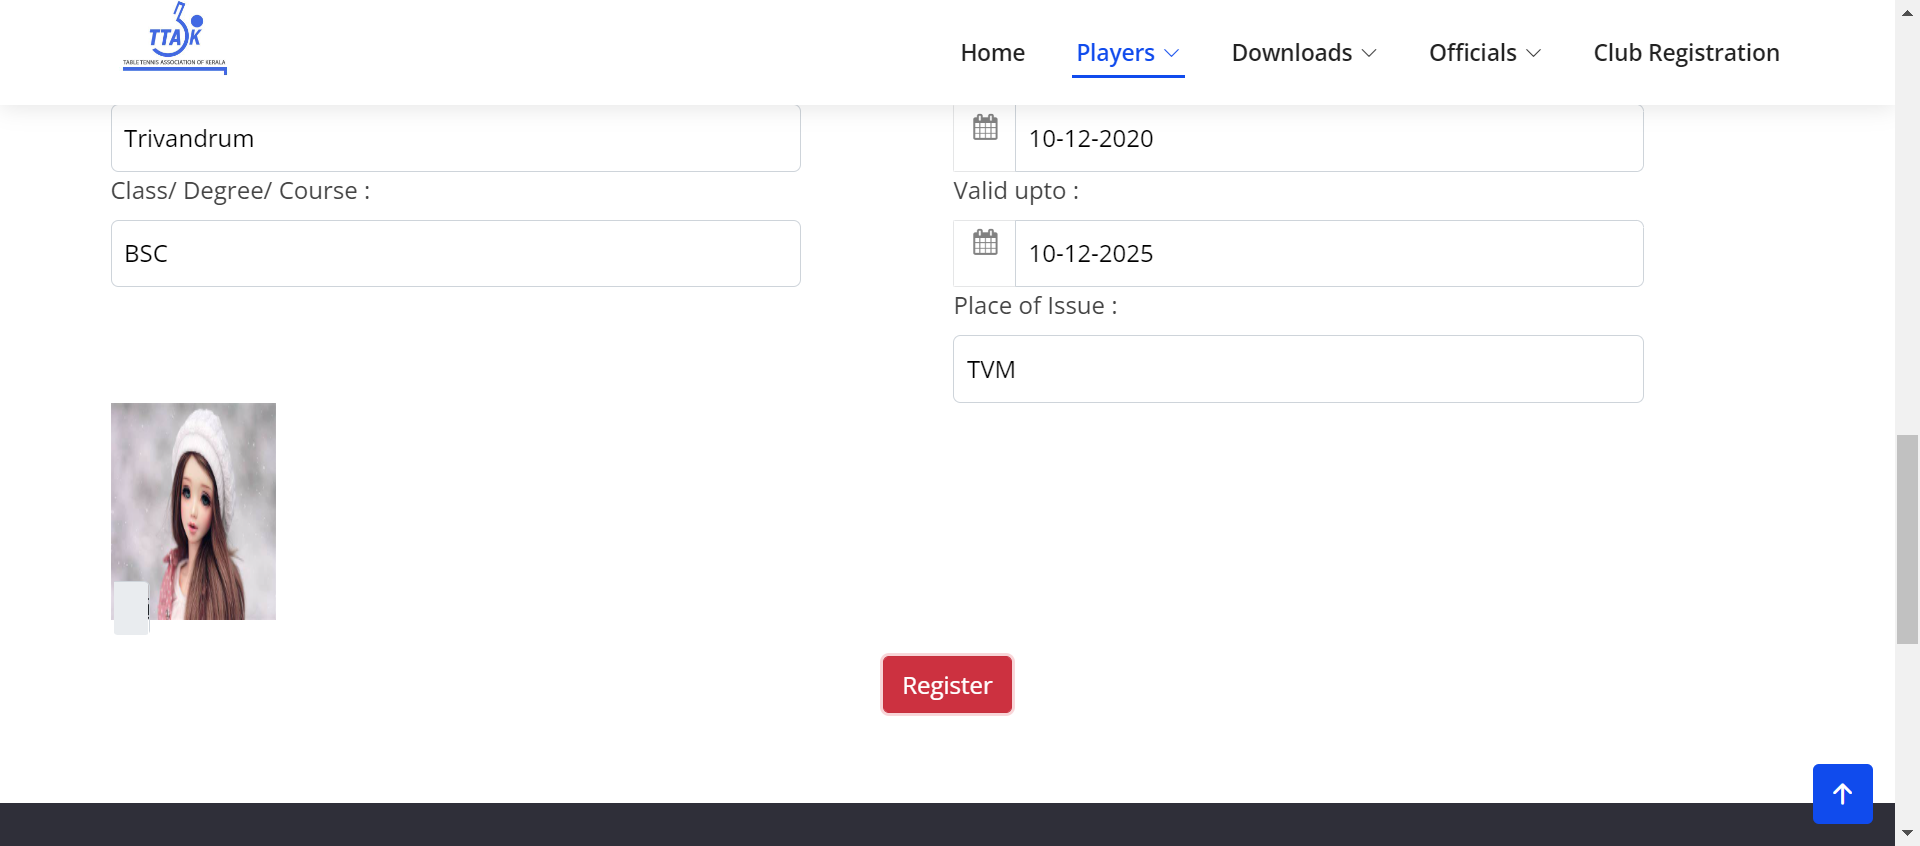 TTASK
TABLE TENNIS ASSOCIATION OF KERALA
Home Players Downloads Officials Club Registration
Trivandrum
10-12-2020
Class/ Degree/ Course :
Valid upto :
BSC
10-12-2025
Place of Issue :
TVM
Register